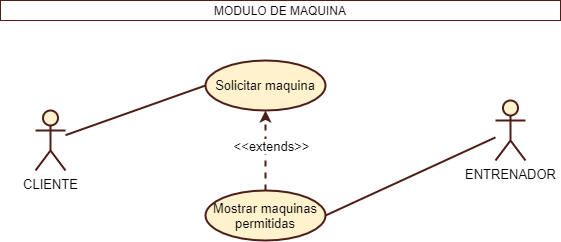 MODULO DE MAQUINA
Solicitar maquina
<<extends>>
CLIENTE
ENTRENADOR
Mostrar maquinas
permitidas